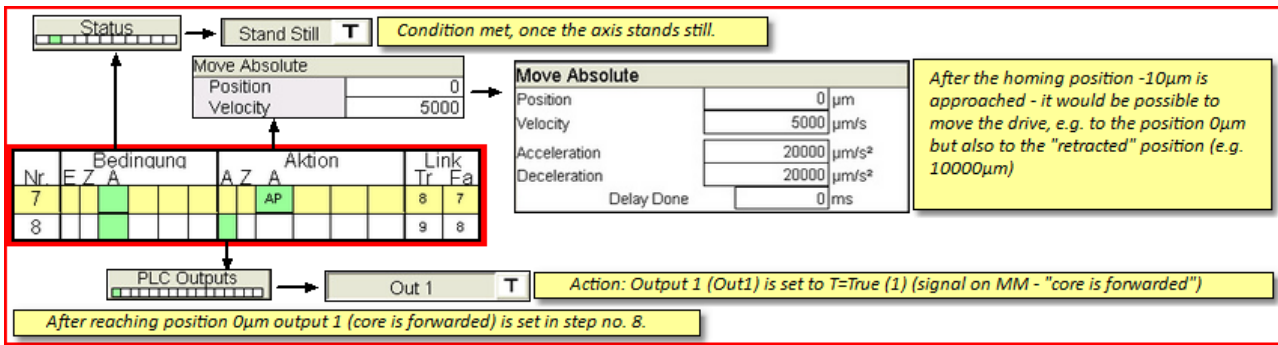 Status
Stand Still T
Condition met, once the axis stands still.
Move Absolute
Position 0
Velocity 5000
Move Absolute
Position 0 µm
Velocity 5000 µm/s
Acceleration 20000 µm/s²
Deceleration 20000 µm/s²
Delay Done 0 ms
After the homing position -10µm is
approached - it would be possible to
move the drive, e.g. to the position 0µm
but also to the "retracted" position (e.g.
10000µm)
Bedingung Aktion Link
Nr. E Z A A Z A Tr Fa
7 AP 8 7
8 9 8
PLC Outputs
Out 1 T
Action: Output 1 (Out1) is set to T=True (1) (signal on MM - "core is forwarded")
After reaching position 0µm output 1 (core is forwarded) is set in step no. 8.